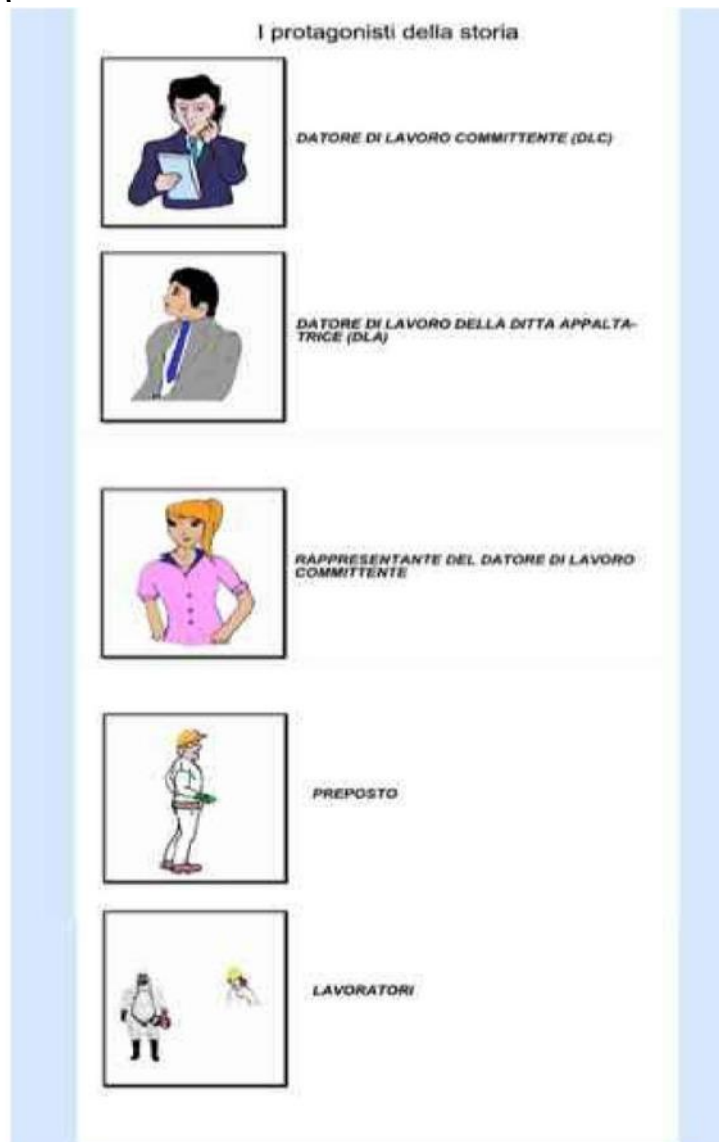 I protagonisti della storia
DATORE DI LAVORO COMMITTENTE (DLC)
DATORE DI LAVORO DELLA DITTA APPALTA-
TRICE (DLA)
RAPPRESENTANTE DEL DATORE DI LAVORO
COMMITTENTE
PREPOSTO
LAVORATORI